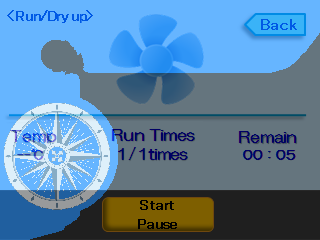 <Run/Dry up>
Back
Temp Run Times Remain
--℃ 1/1times 00:05
Start
Pause